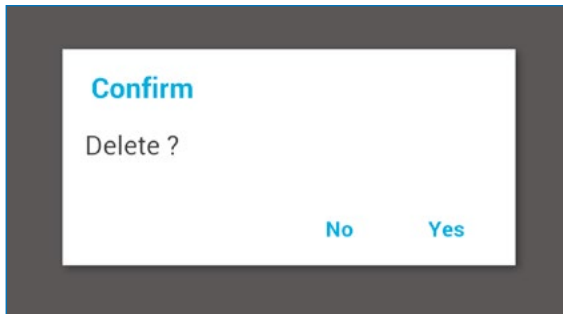 Confirm
Delete ?
No Yes